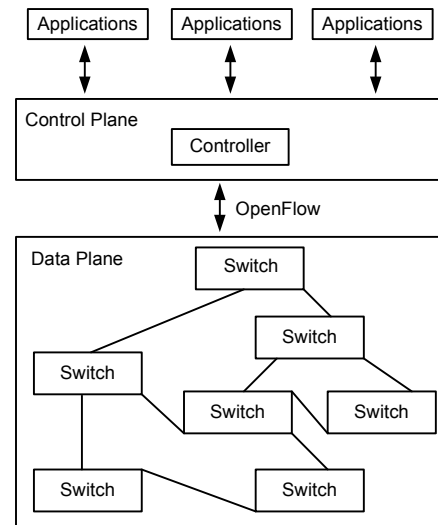 Applications
Applications
Applications
Control Plane
Controller
OpenFlow
Data Plane
Switch
Switch
Switch
Switch
Switch
Switch
Switch